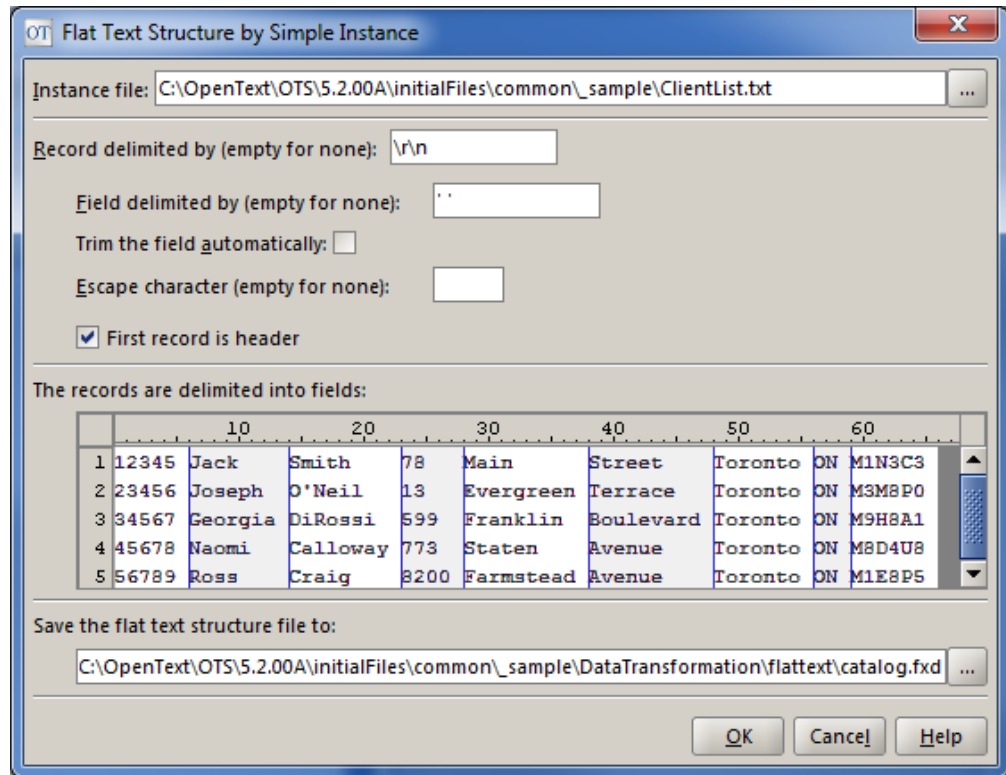 OT Flat Text Structure by Simple Instance
Instance file: C:\OpenText\OTS\5.2.00A\initialFiles\common\_sample\ClientList.txt ...
Record delimited by (empty for none): \r\n
Field delimited by (empty for none): ' '
Trim the field automatically:
Escape character (empty for none):
First record is header
The records are delimited into fields:
10 20 30 40 50 60
1 12345 Jack Smith 78 Main Street Toronto ON M1N3C3
2 23456 Joseph O'Neil 13 Evergreen Terrace Toronto ON M3M8P0
3 34567 Georgia DiRossi 599 Franklin Boulevard Toronto ON M9H8A1
4 45678 Naomi Calloway 773 Staten Avenue Toronto ON M8D4U8
5 56789 Ross Craig 8200 Farmstead Avenue Toronto ON M1E8P5
Save the flat text structure file to:
C:\OpenText\OTS\5.2.00A\initialFiles\common\_sample\DataTransformation\flattext\catalog.fxd ...
OK Cancel Help